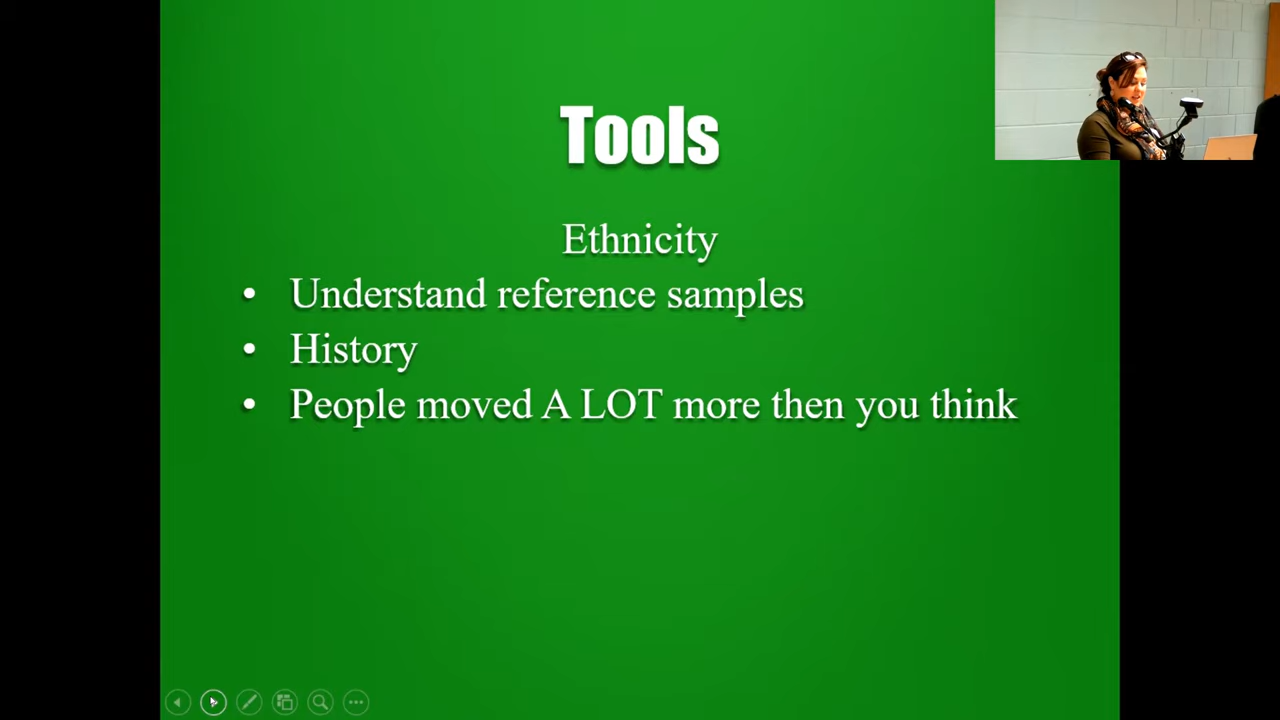 Tools
Ethnicity
• Understand reference samples
• History
• People moved A LOT more then you think